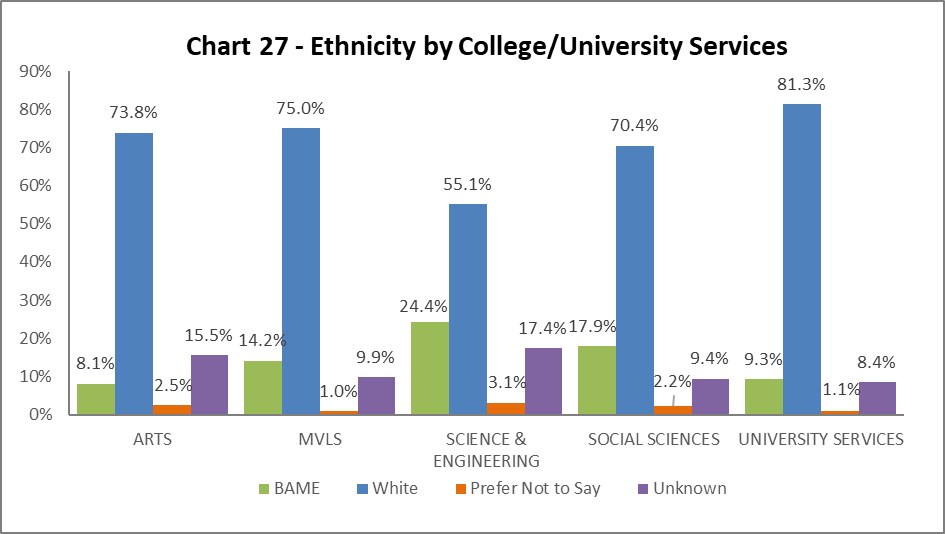 Chart 27 - Ethnicity by College/University Services
90%
80%
70%
60%
50%
40%
30%
20%
10%
0%
8.1%
73.8%
2.5%
15.5%
14.2%
75.0%
1.0%
9.9%
24.4%
55.1%
3.1%
17.4%
17.9%
70.4%
2.2%
9.4%
9.3%
81.3%
1.1%
8.4%
ARTS
MVLS
SCIENCE &
ENGINEERING
SOCIAL SCIENCES
UNIVERSITY SERVICES
BAME
White
Prefer Not to Say
Unknown